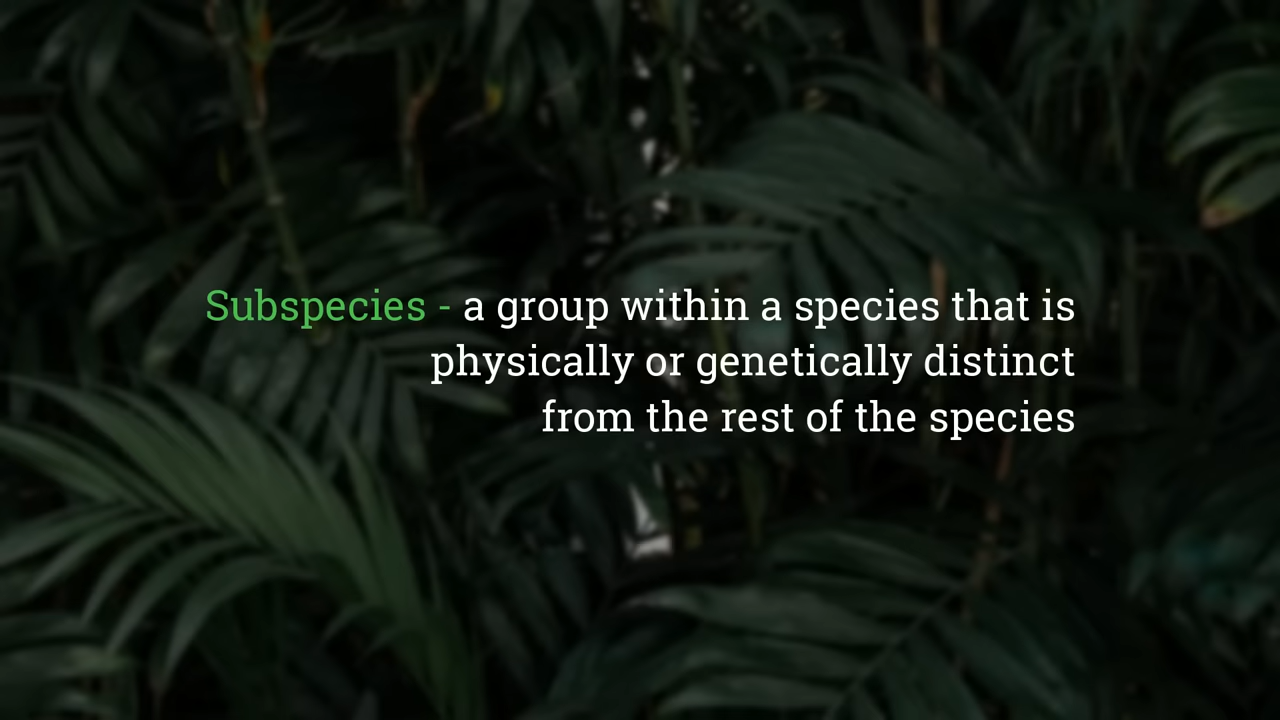 Subspecies - a group within a species that is
physically or genetically distinct
from the rest of the species